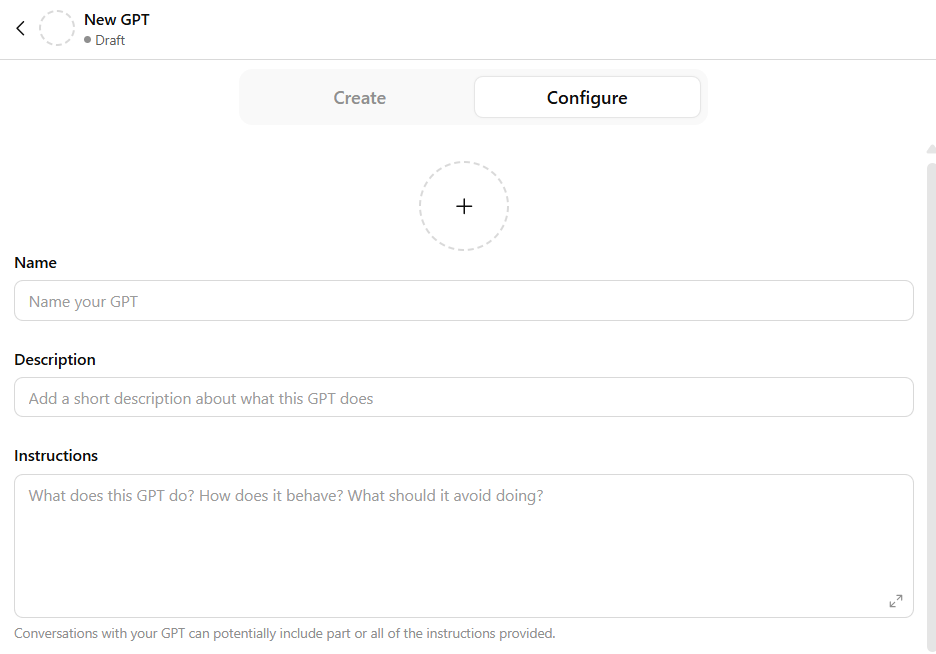 New GPT
Draft
Create
Configure
Name
Name your GPT
Description
Add a short description about what this GPT does
Instructions
What does this GPT do? How does it behave? What should it avoid doing?
Conversations with your GPT can potentially include part or all of the instructions provided.